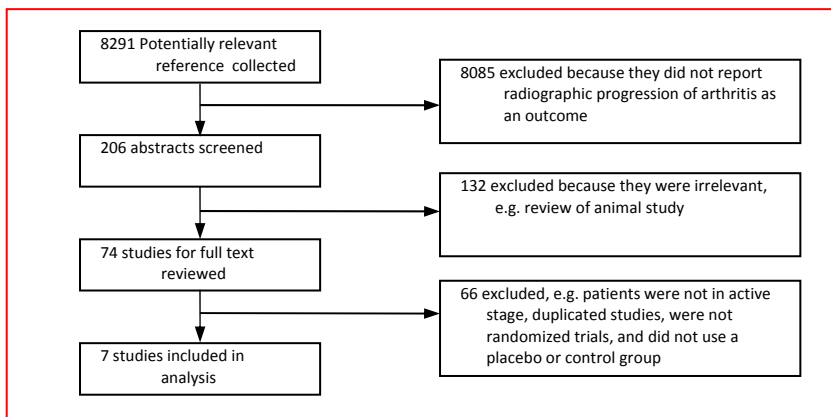 8291 Potentially relevant
reference collected
8085 excluded because they did not report
radiographic progression of arthritis as
an outcome
206 abstracts screened
132 excluded because they were irrelevant,
e.g. review of animal study
74 studies for full text
reviewed
66 excluded, e.g. patients were not in active
stage, duplicated studies, were not
randomized trials, and did not use a
placebo or control group
7 studies included in
analysis